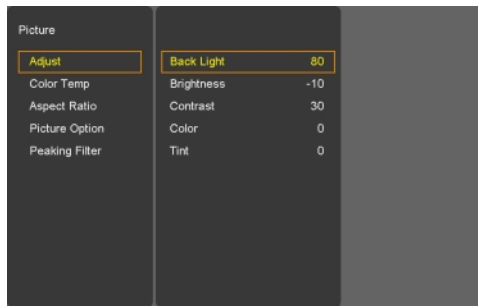 Picture
Adjust
Color Temp
Aspect Ratio
Picture Option
Peaking Filter
Back Light 80
Brightness -10
Contrast 30
Color 0
Tint 0